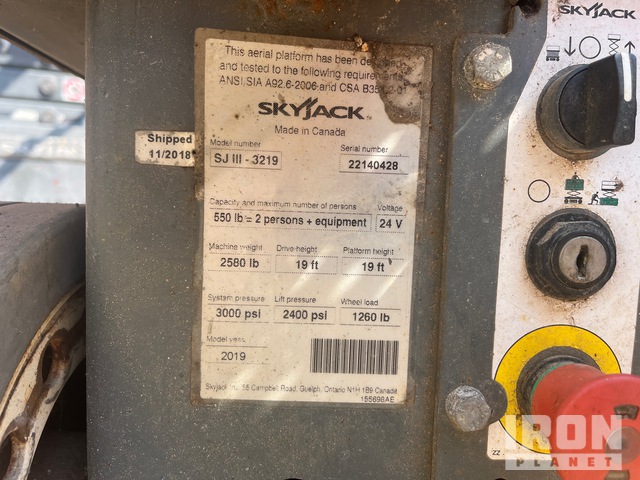 This aerial platform has been
and tested to the following requirements
ANSI/SIA A92.6-2006 and CSA
SKYJACK
Made in Canada
Shipped
11/2018
Model number
Serial number
SJ III - 3219
22140428
Capacity and maximum number of persons
Voltage
550 lb = 2 persons + equipment
24 V
Machine weight
Drive height
Platform height
2580 lb
19 ft
19 ft
System pressure
Lift pressure
Wheel load
3000 psi
2400 psi
1260 lb
Model year
2019
Skyjack Inc. 55 Campbell Road, Guelph, Ontario N1H 1B9 Canada
155698AE
SKYJACK
ZZ
IRON
PLANET